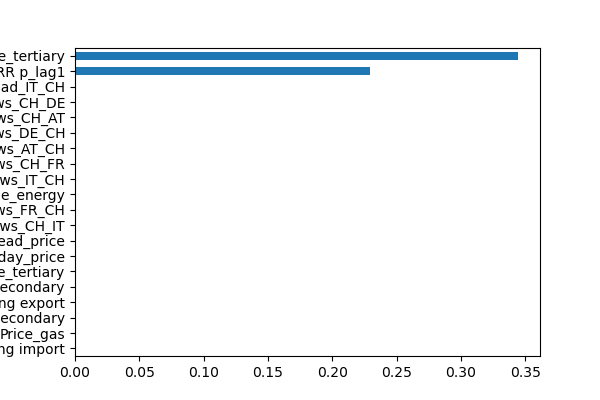 e_tertiary
RR p_lag1
ad_IT_CH
ws_CH_DE
ws_CH_AT
ws_DE_CH
ws_AT_CH
ws_CH_FR
ws_IT_CH
e_energy
ws_FR_CH
ws_CH_IT
ead_price
day_price
e_tertiary
econdary
ng export
econdary
Price_gas
ng import
0.00 0.05 0.10 0.15 0.20 0.25 0.30 0.35